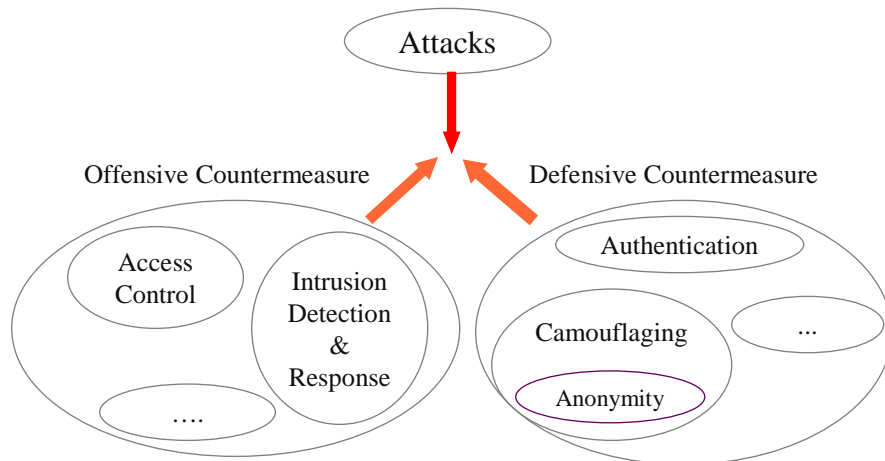 Attacks
Offensive Countermeasure
Defensive Countermeasure
Access
Control
Intrusion
Detection
&
Response
….
Authentication
Camouflaging
Anonymity
...